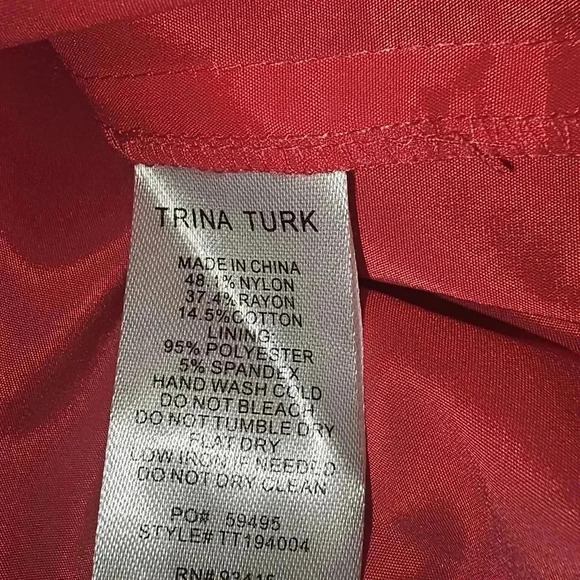 TRINA TURK
MADE IN CHINA
48.1% NYLON
37.4% RAYON
14.5%COTTON
LINING:
95% POLYESTER
5% SPANDEX
HAND WASH COLD
DO NOT BLEACH
DO NOT TUMBLE DRY
FLAT DRY
LOW IRON IF NEEDED
DO NOT DRY CLEAN
PO# 59495
STYLE# TT194004
RN# 93415